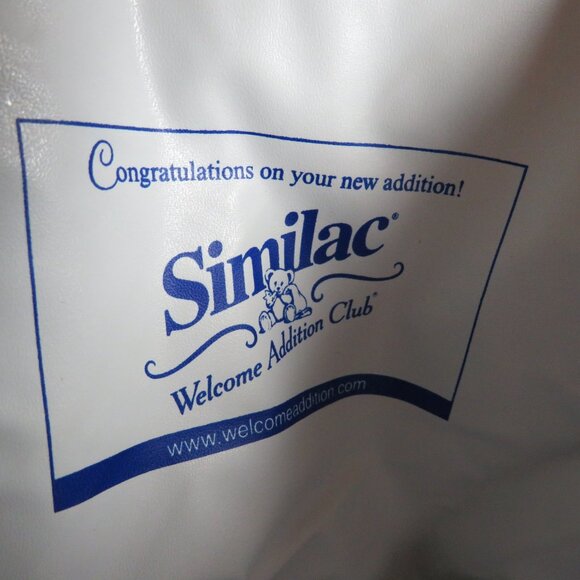 Congratulations on your new addition!
Similac®
Welcome Addition Club®
www.welcomeaddition.com